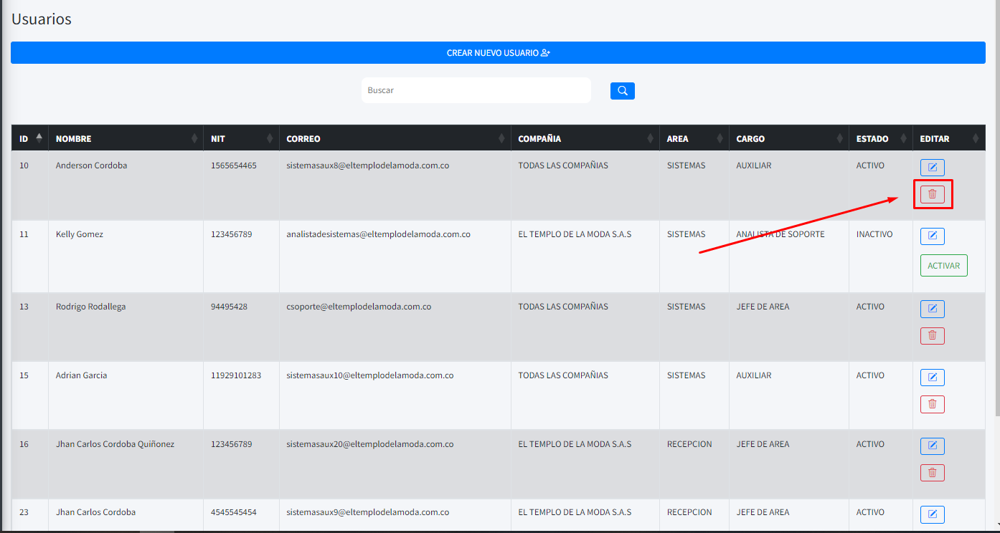 Usuarios
CREAR NUEVO USUARIO
Buscar
ID NOMBRE NIT CORREO COMPAÑIA AREA CARGO ESTADO EDITAR
10 Anderson Cordoba 1565654465 sistemasaux8@eltemplodelamoda.com.co TODAS LAS COMPAÑIAS SISTEMAS AUXILIAR ACTIVO
11 Kelly Gomez 123456789 analistadesistemas@eltemplodelamoda.com.co EL TEMPLO DE LA MODA S.A.S SISTEMAS ANALISTA DE SOPORTE INACTIVO
ACTIVAR
13 Rodrigo Rodallega 94495428 csoporte@eltemplodelamoda.com.co TODAS LAS COMPAÑIAS SISTEMAS JEFE DE AREA ACTIVO
15 Adrian Garcia 11929101283 sistemasaux10@eltemplodelamoda.com.co TODAS LAS COMPAÑIAS SISTEMAS AUXILIAR ACTIVO
16 Jhan Carlos Cordoba Quiñonez 123456789 sistemasaux20@eltemplodelamoda.com.co EL TEMPLO DE LA MODA S.A.S RECEPCION JEFE DE AREA ACTIVO
23 Jhan Carlos Cordoba 4545545454 sistemasaux9@eltemplodelamoda.com.co EL TEMPLO DE LA MODA S.A.S RECEPCION JEFE DE AREA ACTIVO